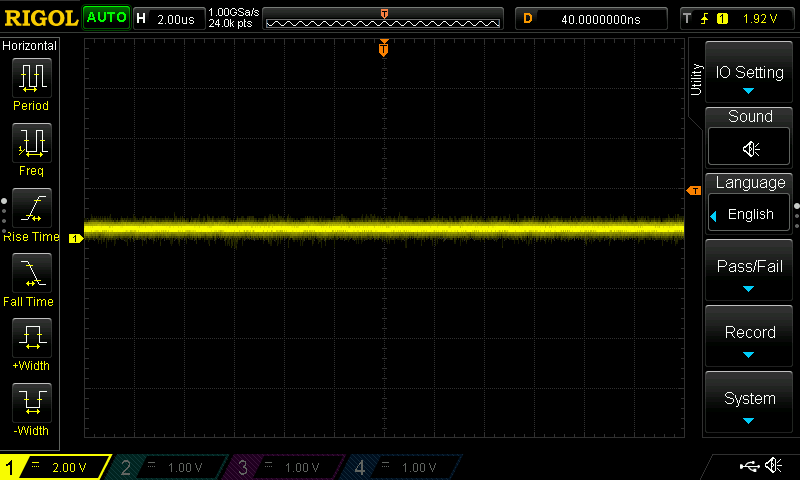 RIGOL AUTO H 2.00us 1.00GSa/s
24.0k pts
T
D 40.0000000ns T 1 1.92 V
Horizontal
Period
Freq
Rise Time
Fall Time
+Width
-Width
T
T
1
Utility
IO Setting
Sound
Language
English
Pass/Fail
Record
System
1 2.00 V 2 1.00 V 3 1.00 V 4 1.00 V